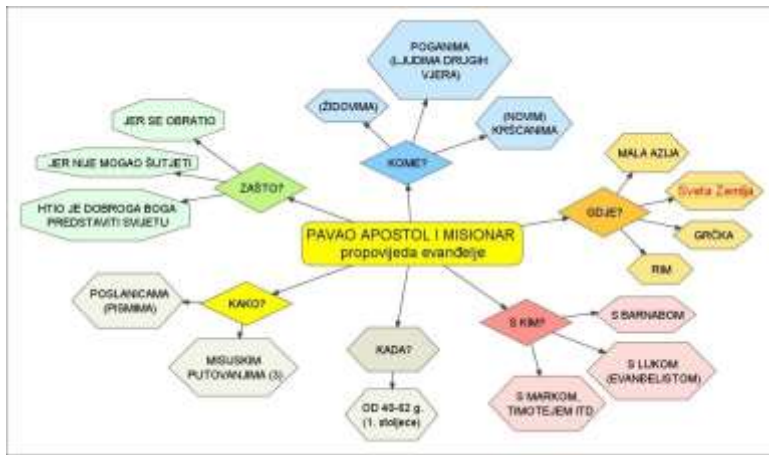 POGANIMA
(LJUDIMA DRUGIH
VJERA)
(ŽIDOVIMA)
(NOVIM)
KRŠĆANIMA
KOME?
JER SE OBRATIO
JER NIJE MOGAO ŠUTJETI
HTIO JE DOBROGA BOGA
PREDSTAVITI SVIJETU
ZAŠTO?
MALA AZIJA
Sveta Zemlja
GRČKA
RIM
GDJE?
PAVAO APOSTOL I MISIONAR
propovijeda evanđelje
KAKO?
POSLANICAMA
(PISMIMA)
MISIJSKIM
PUTOVANJIMA (3)
KADA?
OD 40-62 g.
(1. stoljeće)
S KIM?
S BARNABOM
S LUKOM
(EVANĐELISTOM)
S MARKOM,
TIMOTEJEM ITD